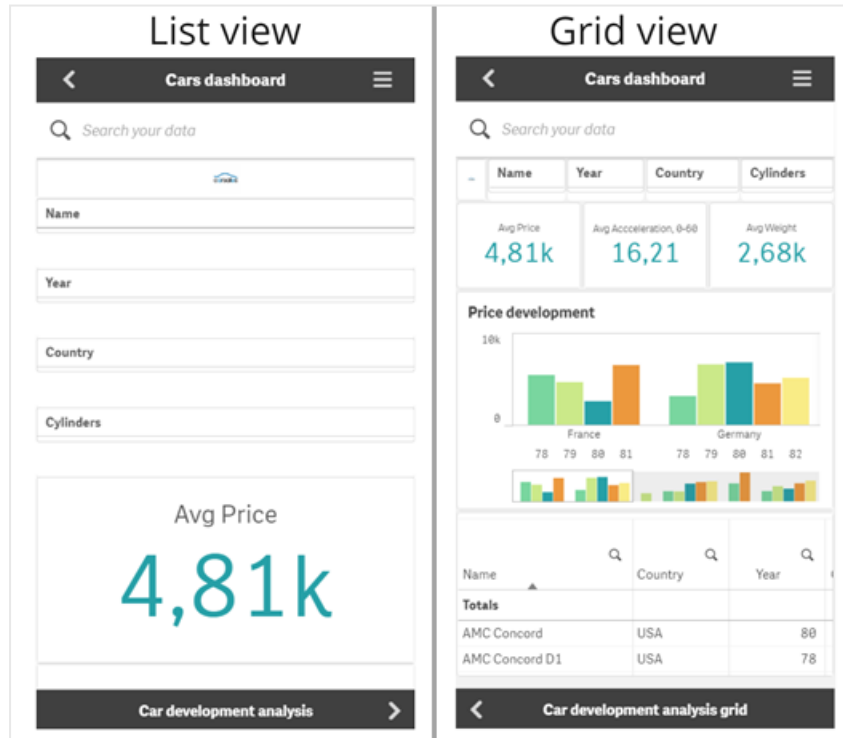 List view
Cars dashboard
Search your data
Name
Year
Country
Cylinders
Avg Price
4,81k
Car development analysis
Grid view
Cars dashboard
Search your data
Name Year Country Cylinders
Avg Price Avg Accceleration, 0-60 Avg Weight
4,81k 16,21 2,68k
Price development
10k
0
France Germany
78 79 80 81 78 79 80 81 82
Name Country Year
Totals
AMC Concord USA 80
AMC Concord D1 USA 78
Car development analysis grid